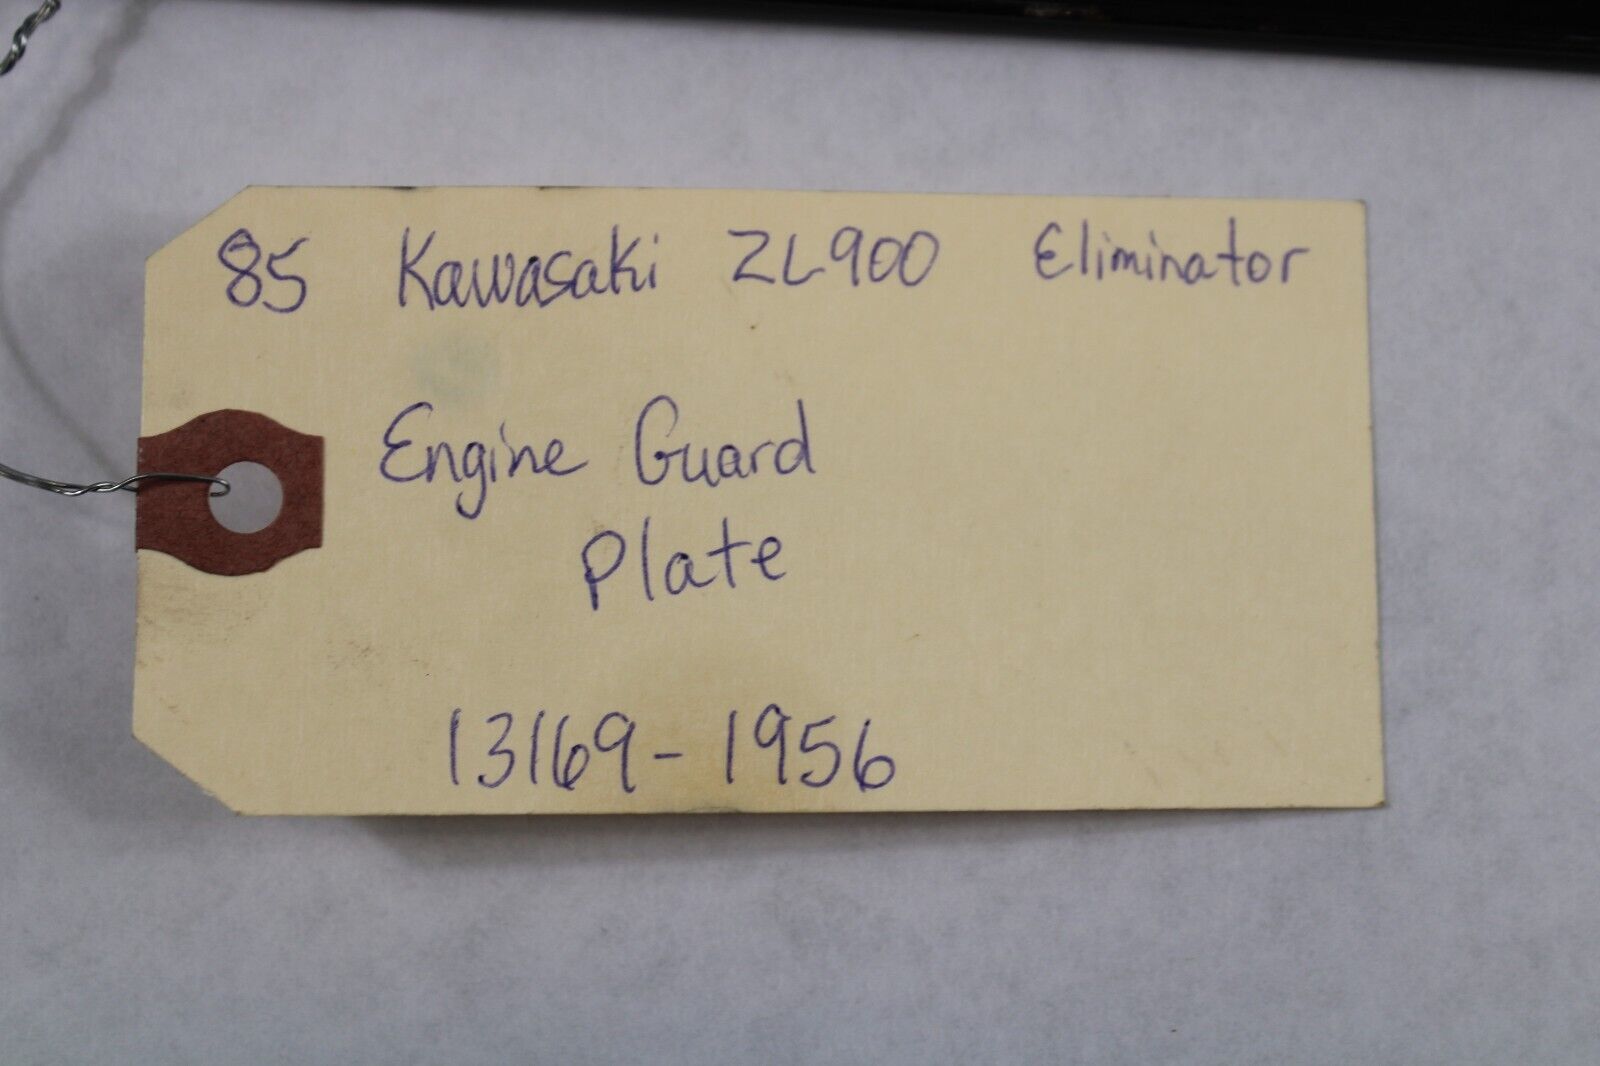 85 Kawasaki ZL900 Eliminator
Engine Guard
Plate
13169-1956